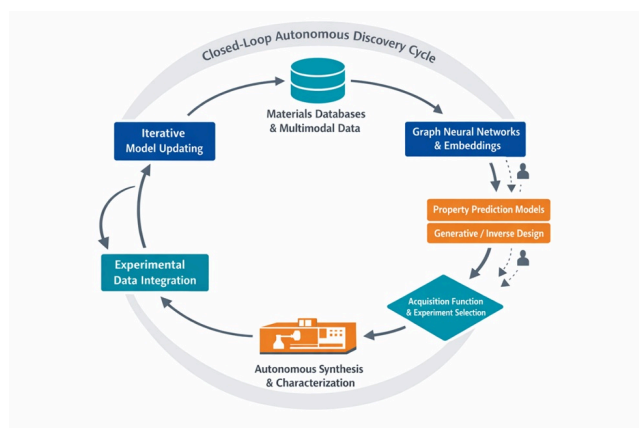 Closed-Loop Autonomous Discovery Cycle
Materials Databases
& Multimodal Data
Graph Neural Networks
& Embeddings
Property Prediction Models
Generative / Inverse Design
Acquisition Function
& Experiment Selection
Autonomous Synthesis
& Characterization
Experimental
Data Integration
Iterative
Model Updating